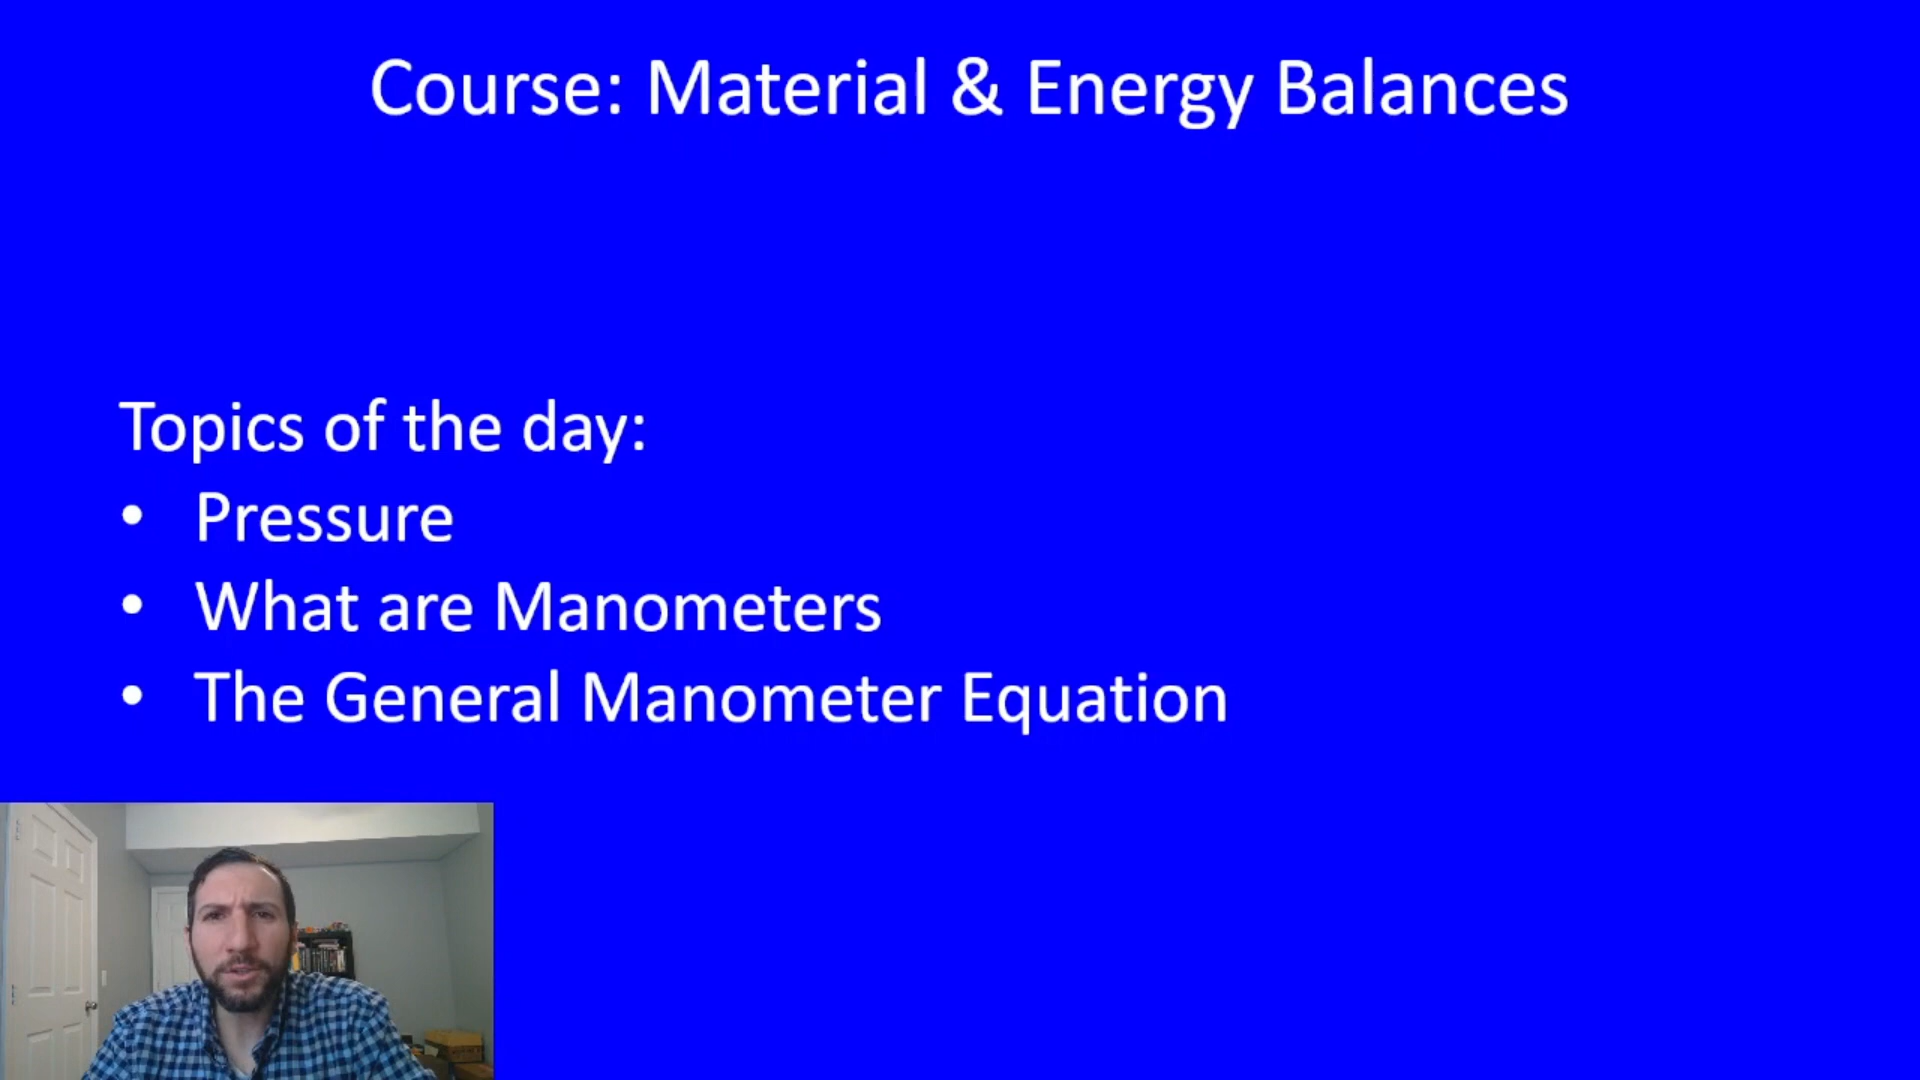 Course: Material & Energy Balances
Topics of the day:
• Pressure
• What are Manometers
• The General Manometer Equation